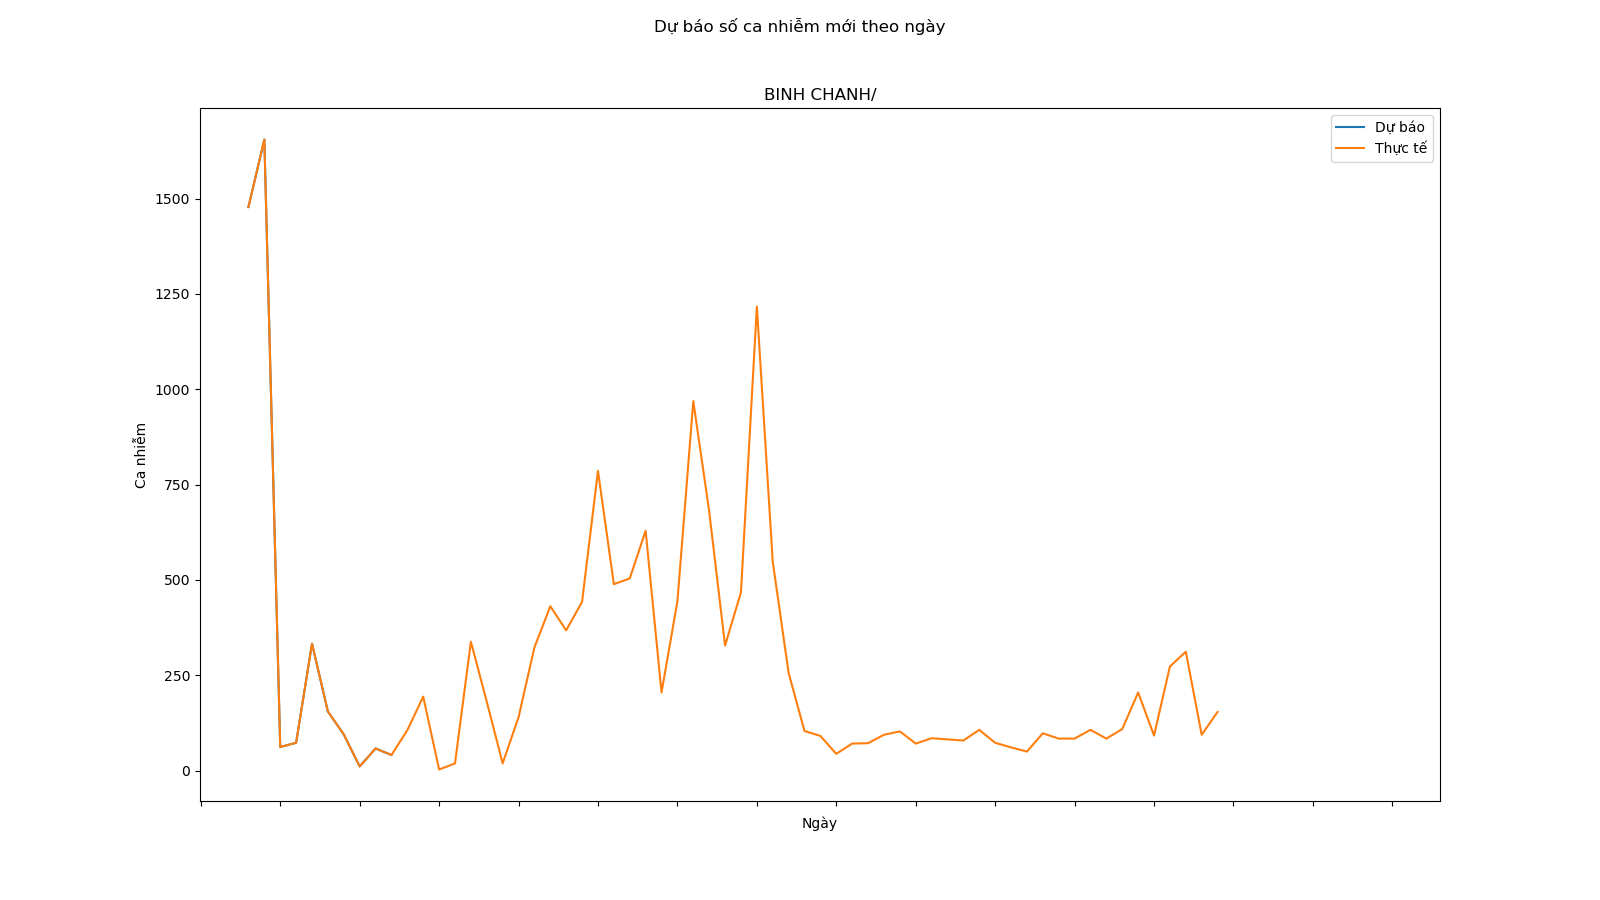 Dự báo số ca nhiễm mới theo ngày
BINH CHANH/
Dự báo
Thực tế
1500
1250
1000
750
500
250
0
Ca nhiễm
Ngày